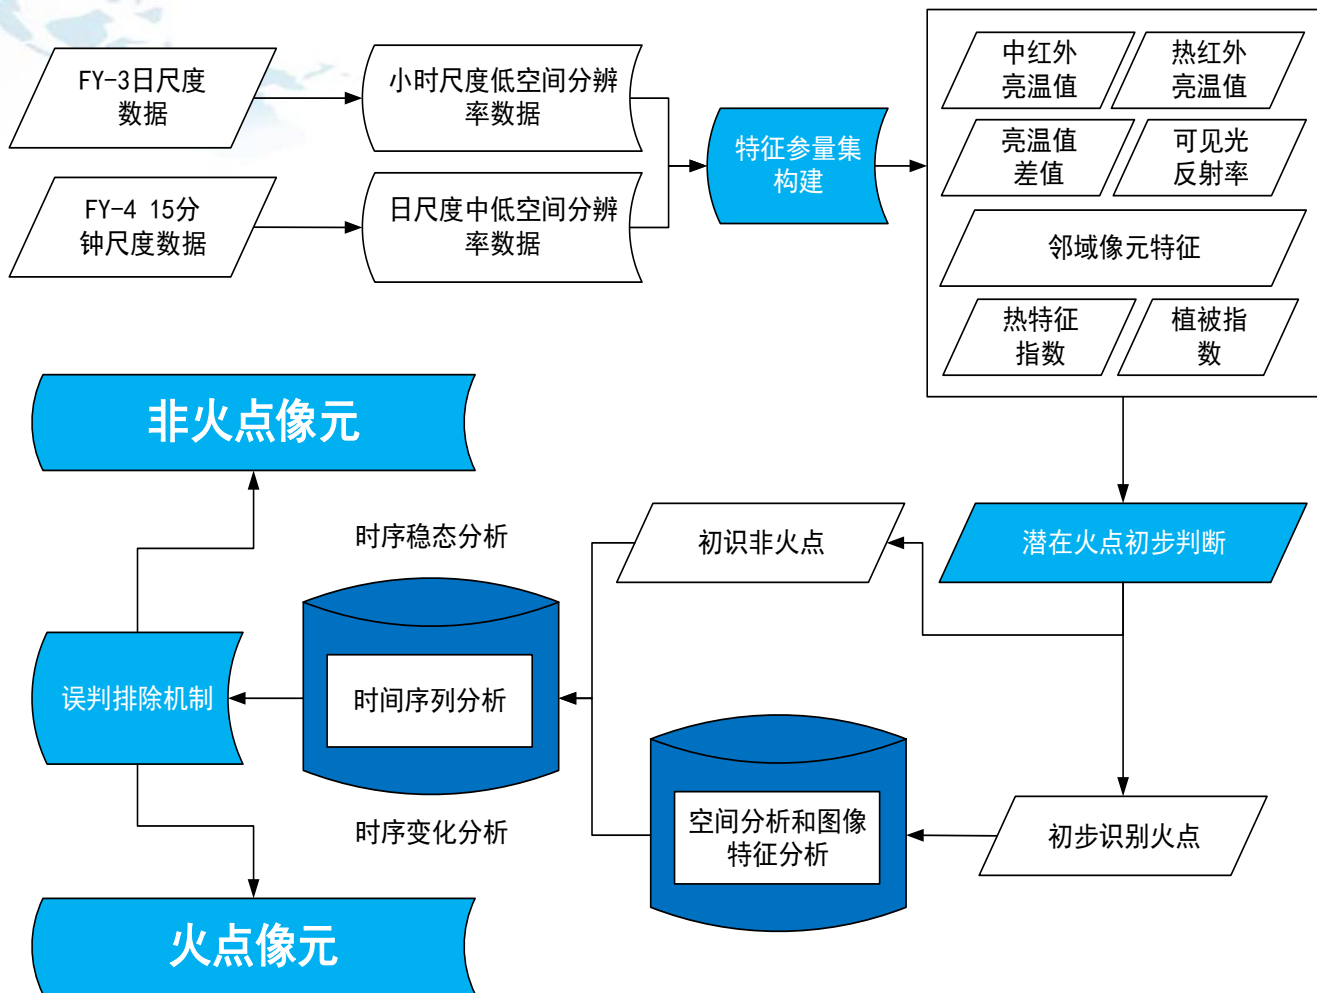 FY-3日尺度
数据
小时尺度低空间分辨
率数据
FY-4 15分
钟尺度数据
日尺度中低空间分辨
率数据
特征参量集
构建
中红外
亮温值
热红外
亮温值
亮温值
差值
可见光
反射率
邻域像元特征
热特征
指数
植被指
数
潜在火点初步判断
初识非火点
初步识别火点
空间分析和图像
特征分析
时序稳态分析
时间序列分析
时序变化分析
误判排除机制
非火点像元
火点像元